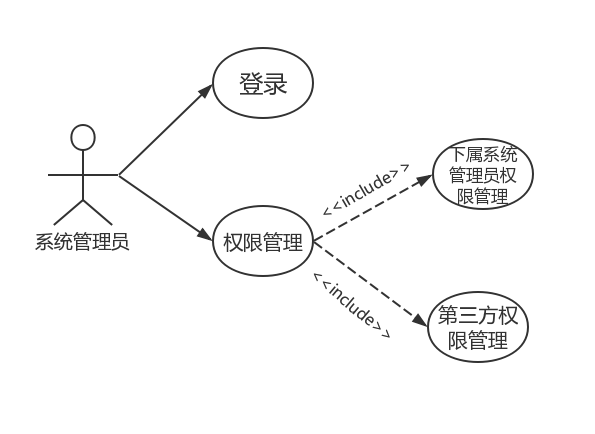 登录
下属系统
管理员权
限管理
<<include>>
系统管理员
权限管理
<<include>>
第三方权
限管理